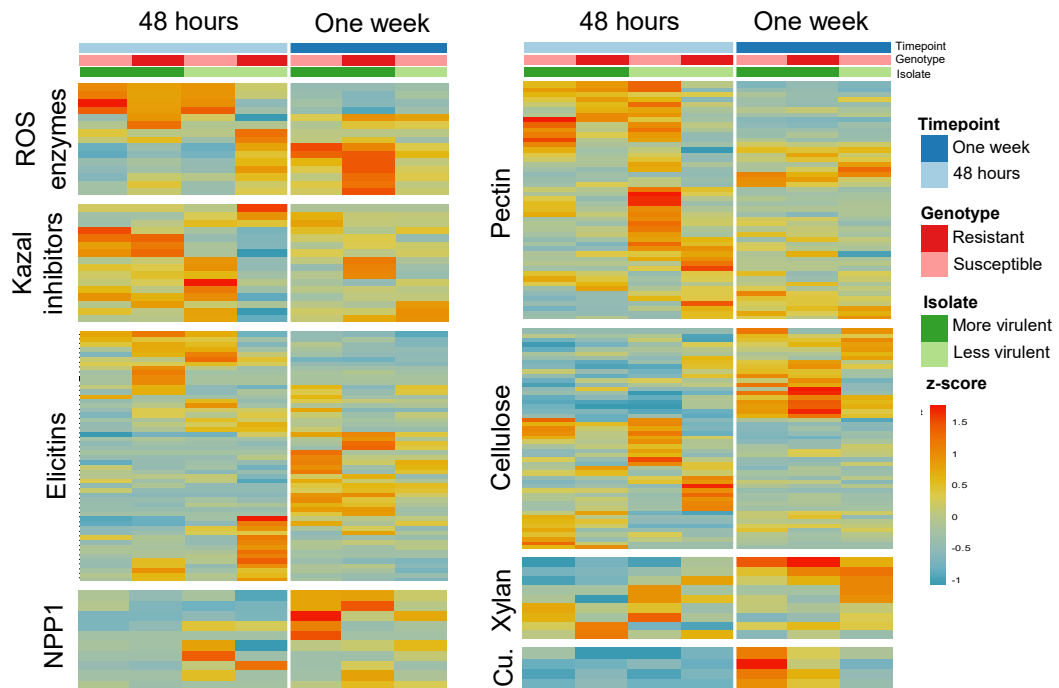 48 hours
One week
ROS
enzymes
Kazal
inhibitors
Elicitins
NPP1
48 hours
One week
Timepoint
Genotype
Isolate
Pectin
Cellulose
Xylan
Cu.
Timepoint
One week
48 hours
Genotype
Resistant
Susceptible
Isolate
More virulent
Less virulent
z-score
1.5
1
0.5
0
-0.5
-1